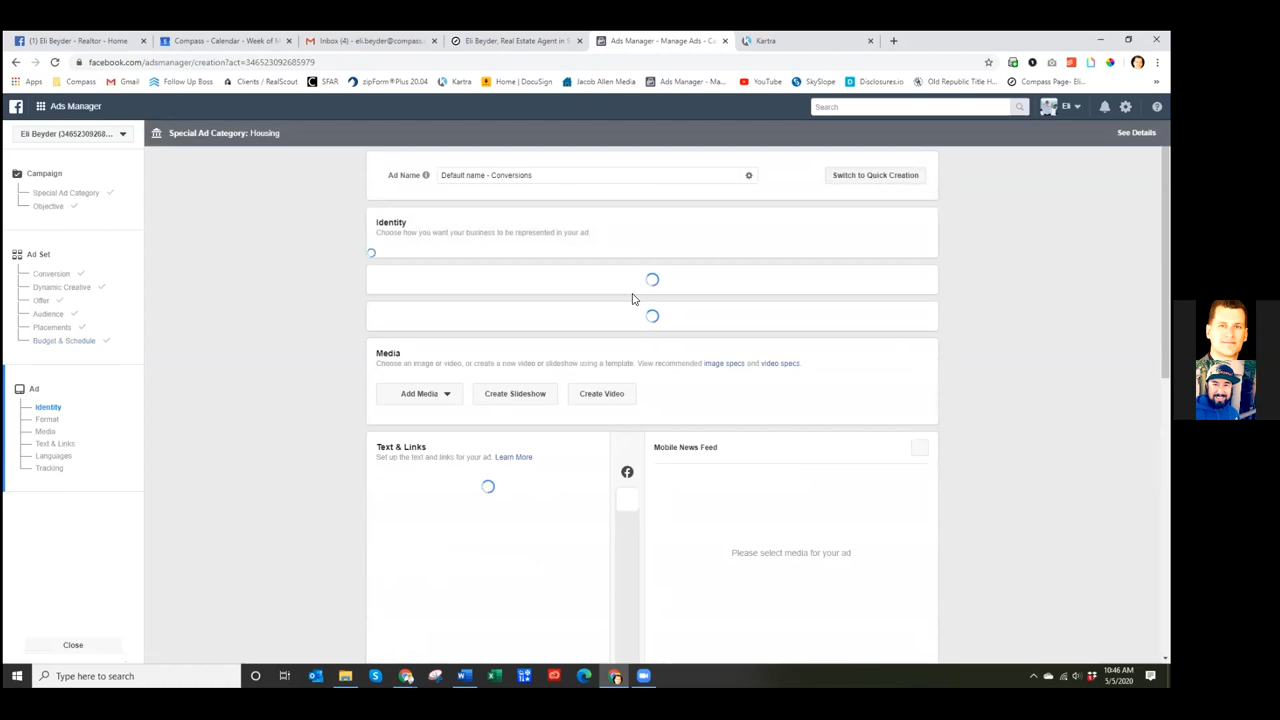 (1) Eli Beyder - Realtor - Home
Compass - Calendar - Week of M
Inbox (4) - eli.beyder@compass.
Eli Beyder, Real Estate Agent in S
Ads Manager - Manage Ads - Ca
Kartra
facebook.com/adsmanager/creation?act=346523092685979
Apps
Compass
Gmail
Follow Up Boss
Clients / RealScout
SFAR
zipForm®Plus 20.04
Kartra
Home | DocuSign
Jacob Allen Media
Ads Manager - Ma...
YouTube
SkySlope
Disclosures.io
Old Republic Title H...
Compass Page- Eli...
Ads Manager
Search
Eli
Eli Beyder (34652309268...
Special Ad Category: Housing
See Details
Campaign
Special Ad Category
Objective
Ad Set
Conversion
Dynamic Creative
Offer
Audience
Placements
Budget & Schedule
Ad
Identity
Format
Media
Text & Links
Languages
Tracking
Close
Ad Name
Default name - Conversions
Switch to Quick Creation
Identity
Choose how you want your business to be represented in your ad.
Media
Choose an image or video, or create a new video or slideshow using a template. View recommended image specs and video specs.
Add Media
Create Slideshow
Create Video
Text & Links
Set up the text and links for your ad. Learn More
Mobile News Feed
Please select media for your ad
Type here to search
10:46 AM
5/5/2020